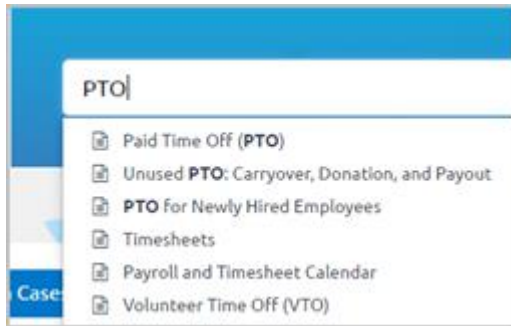 PTO
Paid Time Off (PTO)
Unused PTO: Carryover, Donation, and Payout
PTO for Newly Hired Employees
Timesheets
Payroll and Timesheet Calendar
Case
Volunteer Time Off (VTO)